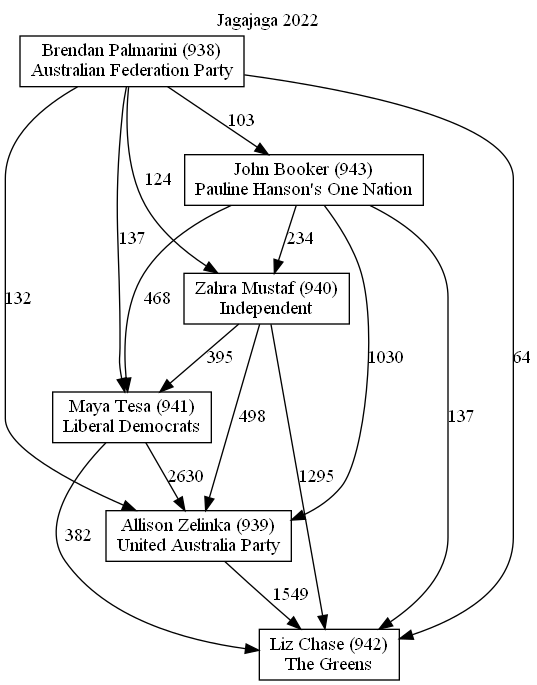 Jagajaga 2022
Brendan Palmarini (938)
Australian Federation Party
103
John Booker (943)
Pauline Hanson's One Nation
124
137
234
Zahra Mustaf (940)
Independent
132
468
395
1030
64
Maya Tesa (941)
Liberal Democrats
498
137
2630
1295
Allison Zelinka (939)
United Australia Party
382
1549
Liz Chase (942)
The Greens